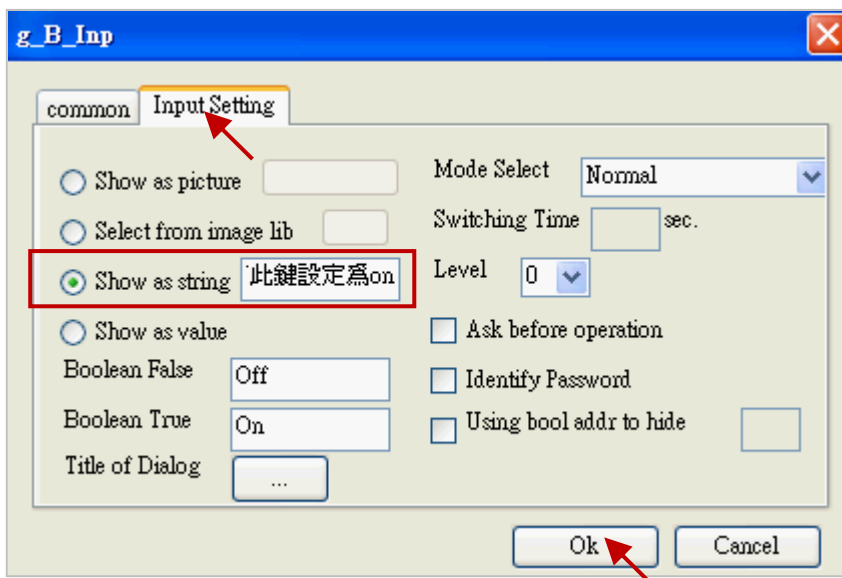 g_B_Inp
common Input Setting
Show as picture
Select from image lib
Show as string 此鍵設定爲on
Show as value
Boolean False Off
Boolean True On
Title of Dialog ...
Mode Select Normal
Switching Time sec.
Level 0
Ask before operation
Identify Password
Using bool addr to hide
Ok Cancel